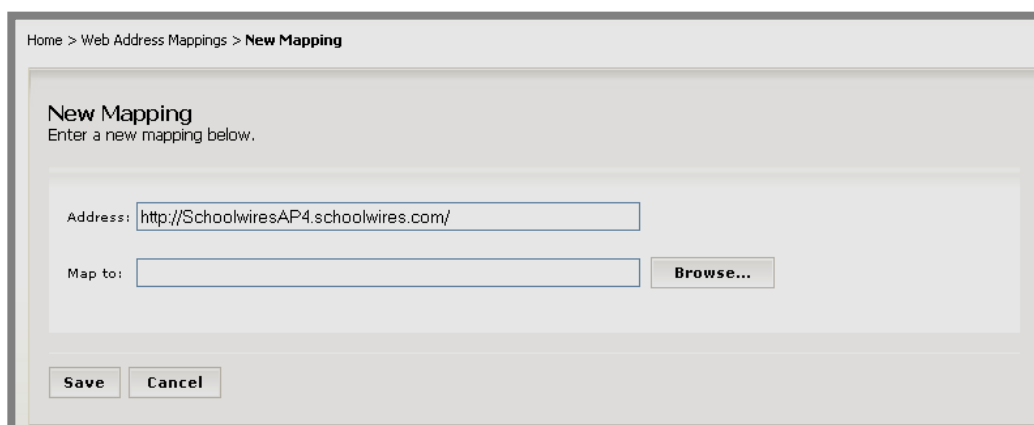 Home > Web Address Mappings > New Mapping
New Mapping
Enter a new mapping below.
Address: http://SchoolwiresAP4.schoolwires.com/
Map to: Browse...
Save Cancel